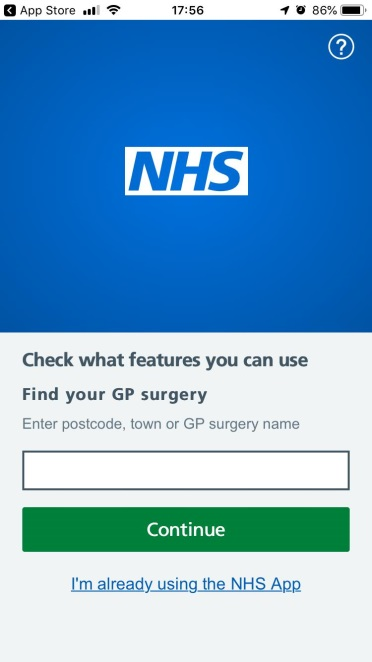 App Store 17:56 86%
?
NHS
Check what features you can use
Find your GP surgery
Enter postcode, town or GP surgery name
Continue
I'm already using the NHS App